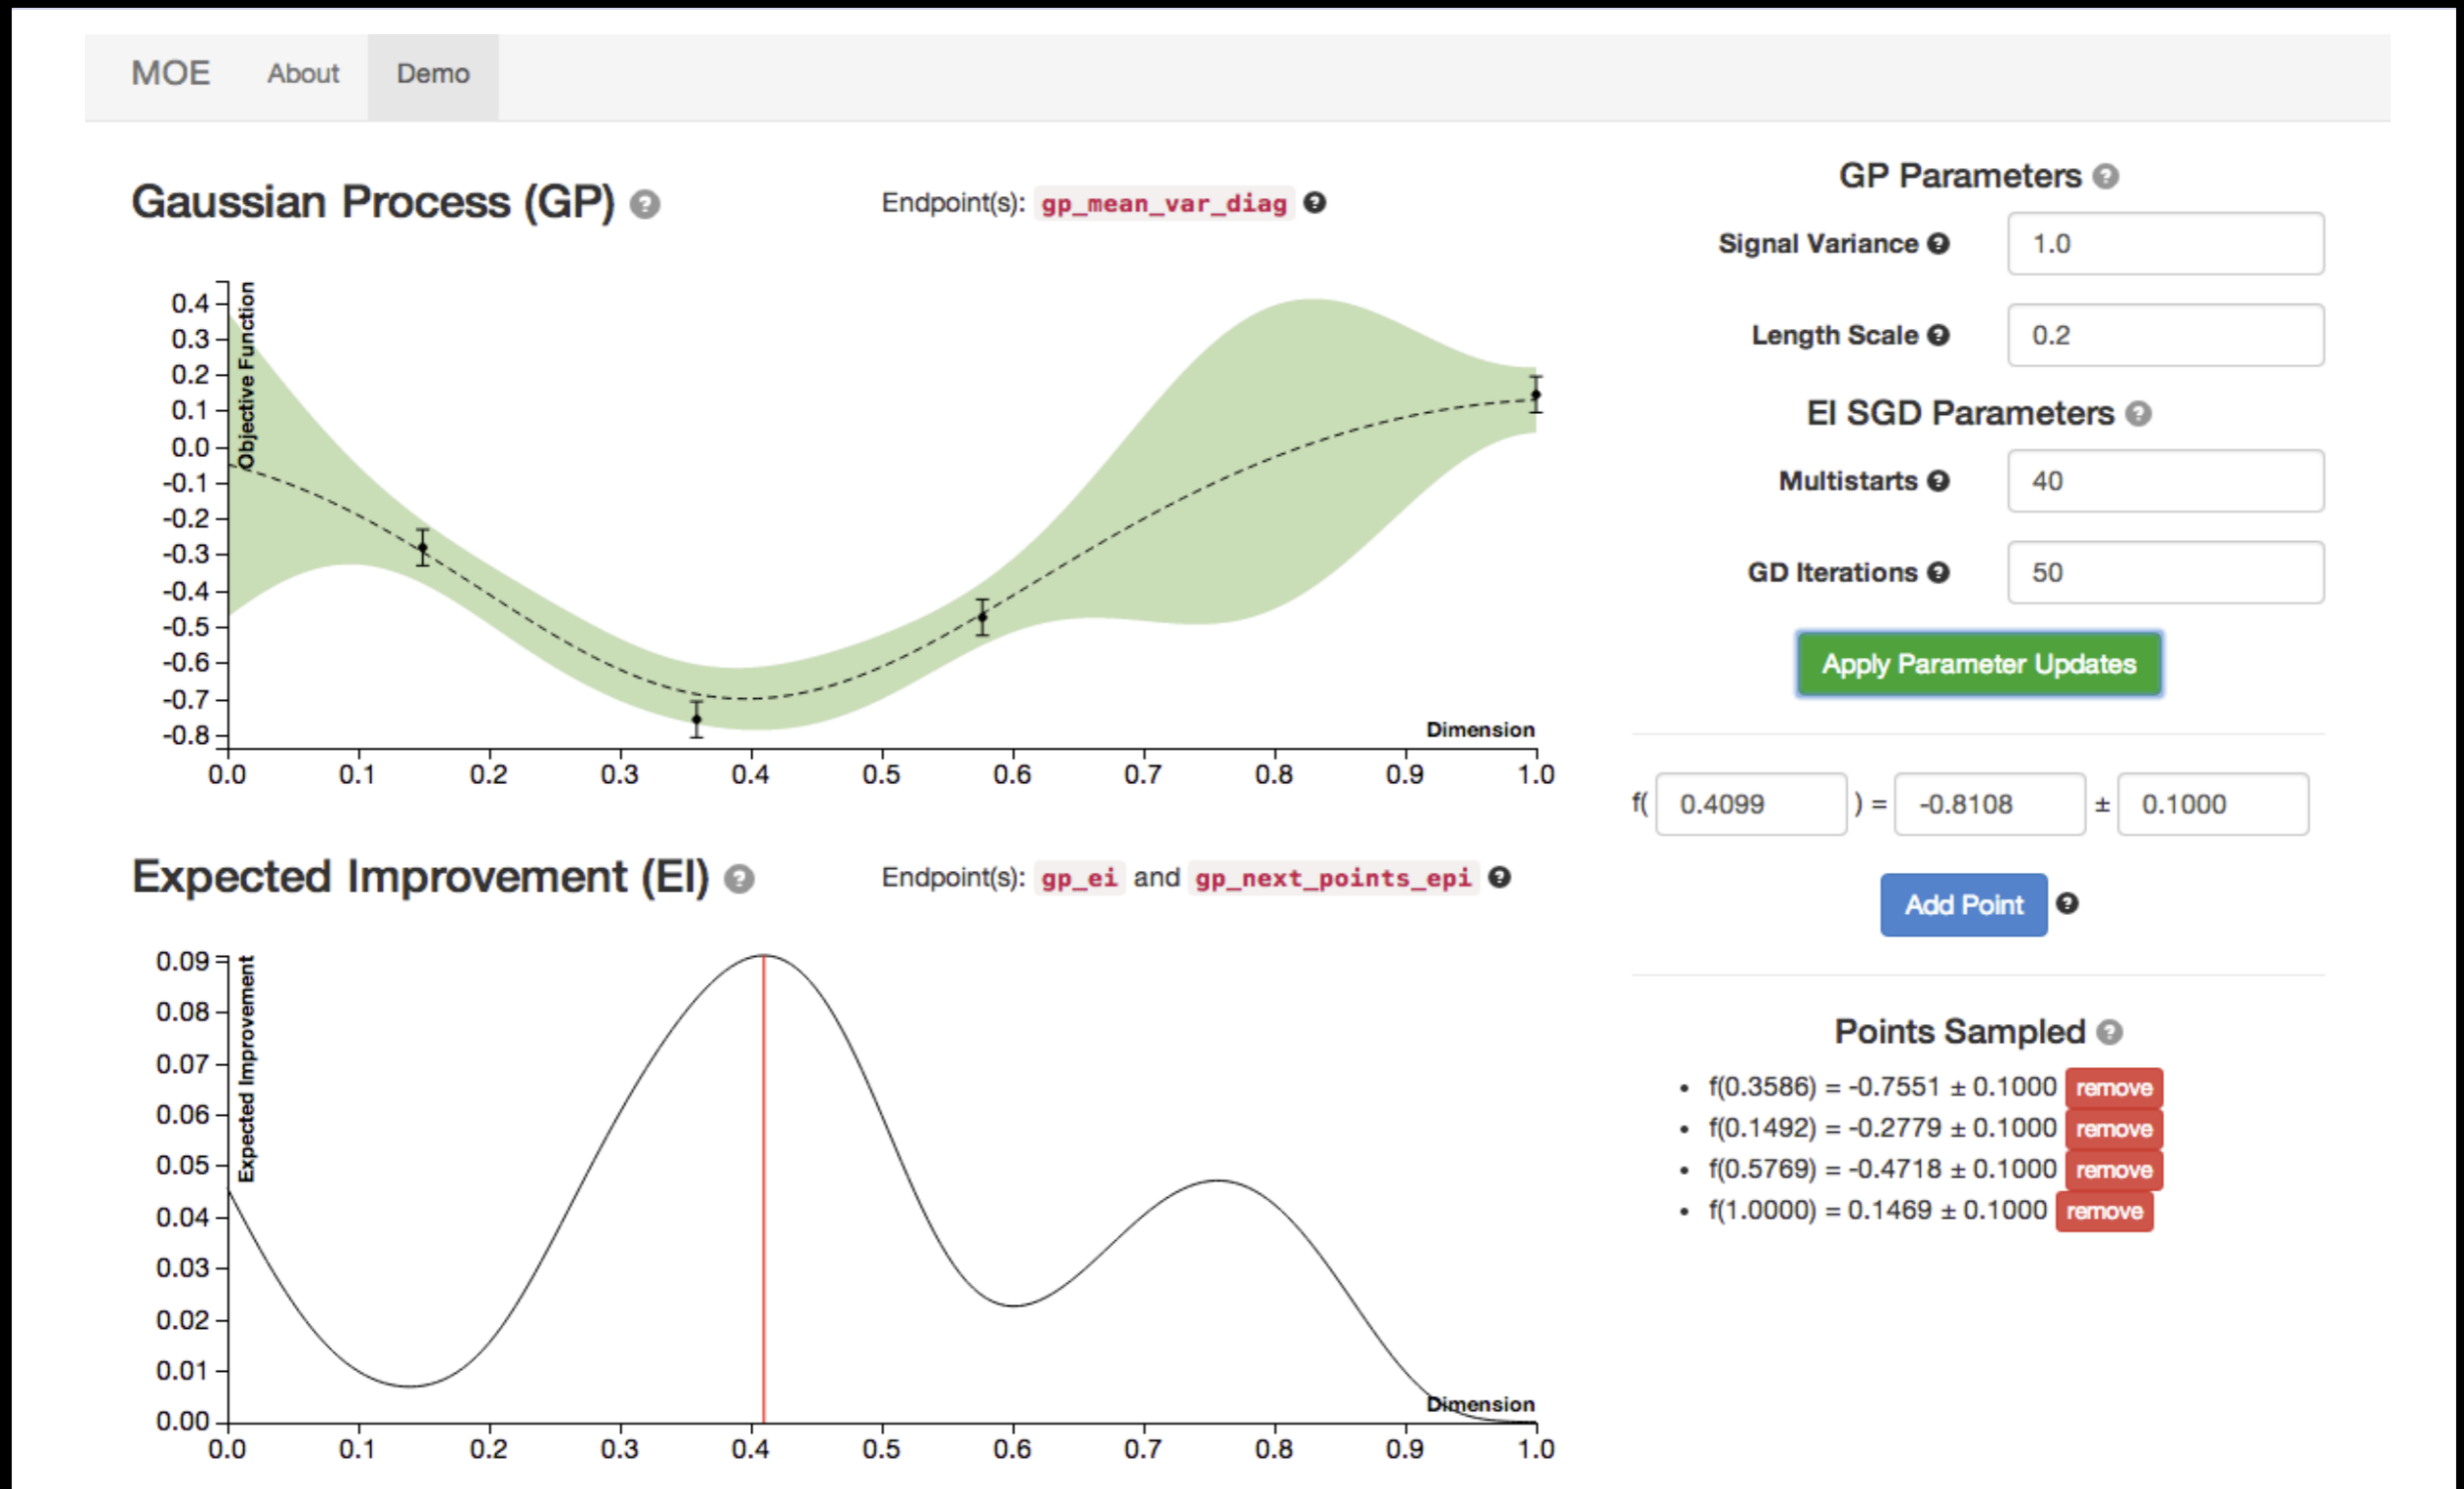 MOE About Demo
Gaussian Process (GP) ?
Endpoint(s): gp_mean_var_diag ?
Objective Function
0.4
0.3
0.2
0.1
0.0
-0.1
-0.2
-0.3
-0.4
-0.5
-0.6
-0.7
-0.8
Dimension
0.0 0.1 0.2 0.3 0.4 0.5 0.6 0.7 0.8 0.9 1.0
Expected Improvement (EI) ?
Endpoint(s): gp_ei and gp_next_points_epi ?
Expected Improvement
0.09
0.08
0.07
0.06
0.05
0.04
0.03
0.02
0.01
0.00
Dimension
0.0 0.1 0.2 0.3 0.4 0.5 0.6 0.7 0.8 0.9 1.0
GP Parameters ?
Signal Variance ? 1.0
Length Scale ? 0.2
EI SGD Parameters ?
Multistarts ? 40
GD Iterations ? 50
Apply Parameter Updates
f( 0.4099 ) = -0.8108 ± 0.1000
Add Point ?
Points Sampled ?
• f(0.3586) = -0.7551 ± 0.1000 remove
• f(0.1492) = -0.2779 ± 0.1000 remove
• f(0.5769) = -0.4718 ± 0.1000 remove
• f(1.0000) = 0.1469 ± 0.1000 remove